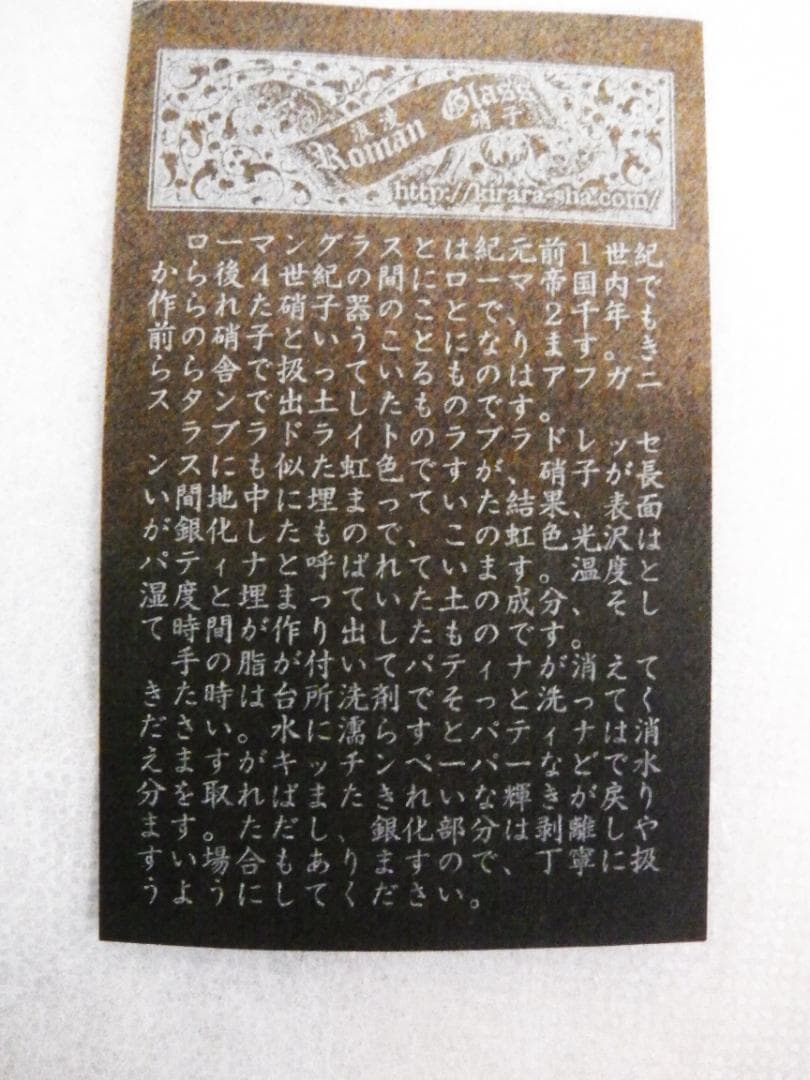 浪漫 硝子
Roman Glass
http://kirara-sha.com/
ローマングラスとは紀元前1世紀
から後4世紀の間にローマ帝国内で
作られた硝子器のことで、2千年も
前の硝子ということになります。き
らら舎で扱っているものはアフガニ
スタンで出土したものです。
ラブラドライトのラブラドレッセ
ンスにも似た虹色ですが、硝子が長
い間地中に埋まっていた結果、表面
が銀化したもので、この虹色光沢は
パティナと呼ばれています。温度と
湿度と埋まっていた土の成分、そし
て時間が作り出したものです。
手の脂が付いてパティナが消えて
きた時は台所洗剤でそっと洗ってく
ださい。水に濡らすとパティナは消
えますがキッチンペーパーなどで水
分を取ればまたきれいな輝きが戻り
ます。ただし、銀化部分は剥離しや
すい場合もありますので、丁寧に扱
うようにしてください。